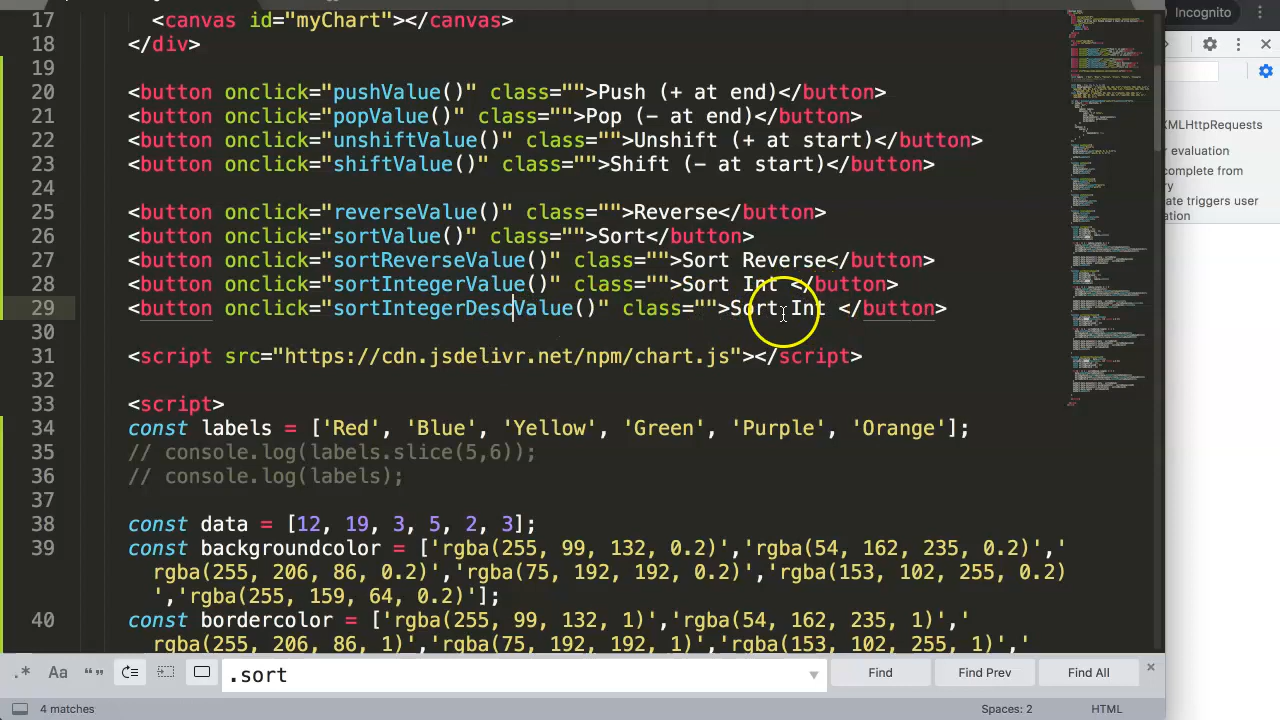 Incognito
17 <canvas id="myChart"></canvas>
18 </div>
19
20 <button onclick="pushValue()" class="">Push (+ at end)</button>
21 <button onclick="popValue()" class="">Pop (- at end)</button>
22 <button onclick="unshiftValue()" class="">Unshift (+ at start)</button>
23 <button onclick="shiftValue()" class="">Shift (- at start)</button>
24
25 <button onclick="reverseValue()" class="">Reverse</button>
26 <button onclick="sortValue()" class="">Sort</button>
27 <button onclick="sortReverseValue()" class="">Sort Reverse</button>
28 <button onclick="sortIntegerValue()" class="">Sort Int </button>
29 <button onclick="sortIntegerDescValue()" class="">Sort Int </button>
30
31 <script src="https://cdn.jsdelivr.net/npm/chart.js"></script>
32
33 <script>
34 const labels = ['Red', 'Blue', 'Yellow', 'Green', 'Purple', 'Orange'];
35 // console.log(labels.slice(5,6));
36 // console.log(labels);
37
38 const data = [12, 19, 3, 5, 2, 3];
39 const backgroundcolor = ['rgba(255, 99, 132, 0.2)','rgba(54, 162, 235, 0.2)','
rgba(255, 206, 86, 0.2)','rgba(75, 192, 192, 0.2)','rgba(153, 102, 255, 0.2)
','rgba(255, 159, 64, 0.2)'];
40 const bordercolor = ['rgba(255, 99, 132, 1)','rgba(54, 162, 235, 1)','
rgba(255, 206, 86, 1)','rgba(75, 192, 192, 1)','rgba(153, 102, 255, 1)','
XMLHttpRequests
evaluation
complete from
ry
ate triggers user
ation
.* Aa "" .sort Find Find Prev Find All
4 matches Spaces: 2 HTML